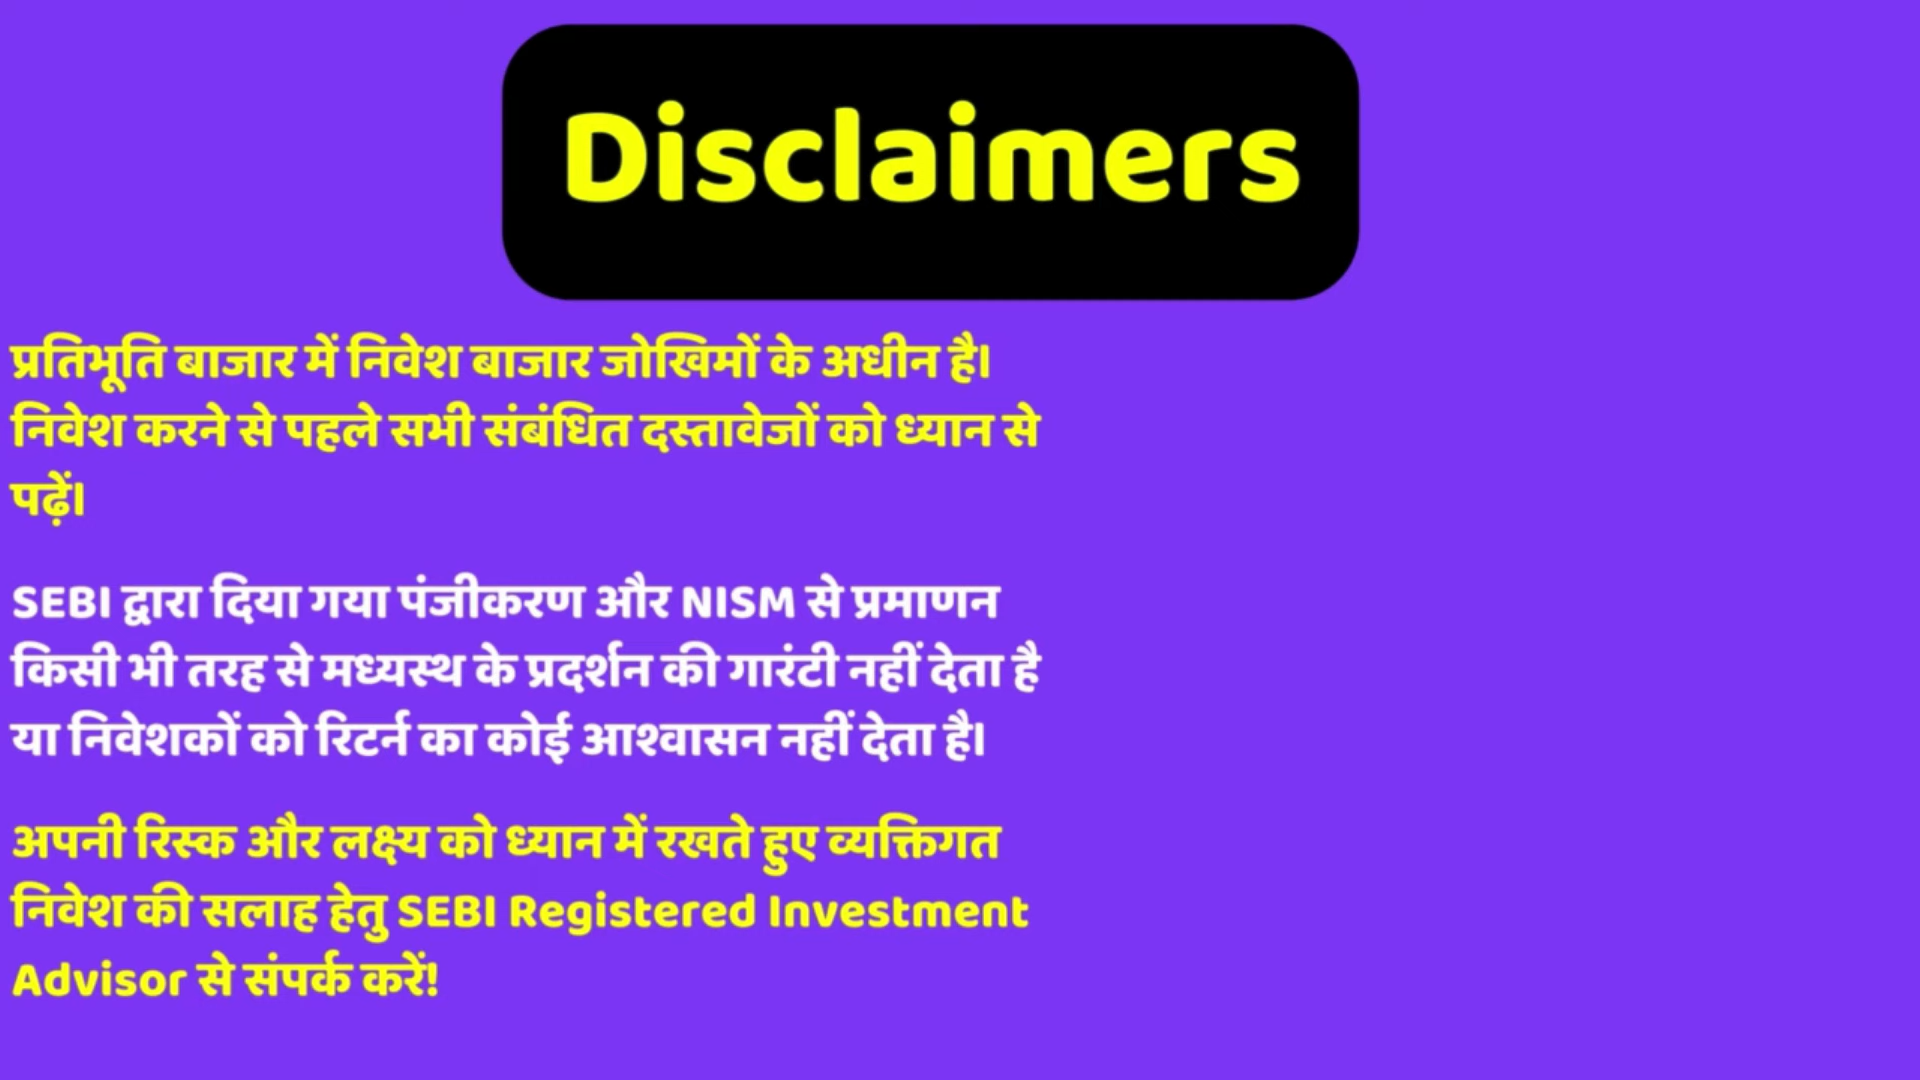 Disclaimers
प्रतिभूति बाजार में निवेश बाजार जोखिमों के अधीन है।
निवेश करने से पहले सभी संबंधित दस्तावेजों को ध्यान से
पढ़ें।
SEBI द्वारा दिया गया पंजीकरण और NISM से प्रमाणन
किसी भी तरह से मध्यस्थ के प्रदर्शन की गारंटी नहीं देता है
या निवेशकों को रिटर्न का कोई आश्वासन नहीं देता है।
अपनी रिस्क और लक्ष्य को ध्यान में रखते हुए व्यक्तिगत
निवेश की सलाह हेतु SEBI Registered Investment
Advisor से संपर्क करें!